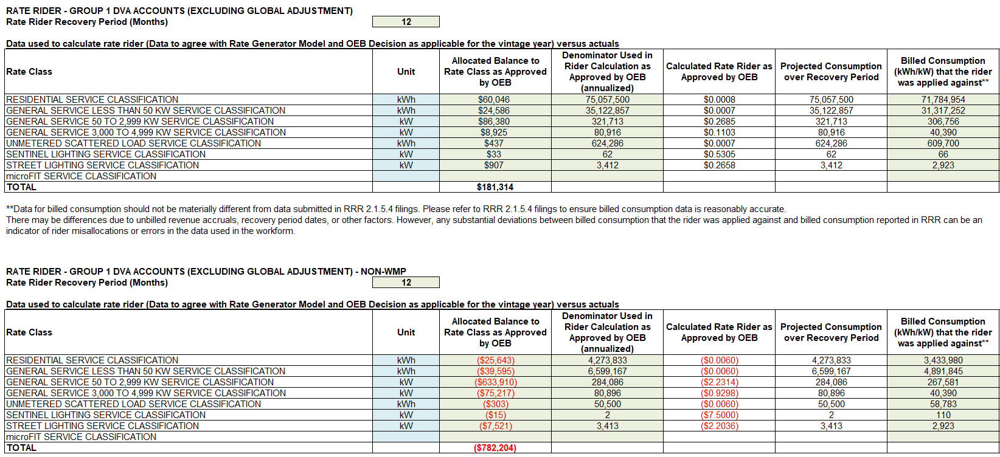 RATE RIDER - GROUP 1 DVA ACCOUNTS (EXCLUDING GLOBAL ADJUSTMENT)
Rate Rider Recovery Period (Months) 12
Data used to calculate rate rider (Data to agree with Rate Generator Model and OEB Decision as applicable for the vintage year) versus actuals
Rate Class Unit Allocated Balance to Rate Class as Approved by OEB Denominator Used in Rider Calculation as Approved by OEB (annualized) Calculated Rate Rider as Approved by OEB Projected Consumption over Recovery Period Billed Consumption (kWh/kW) that the rider was applied against**
RESIDENTIAL SERVICE CLASSIFICATION kWh $60,046 75,057,500 $0.0008 75,057,500 71,784,954
GENERAL SERVICE LESS THAN 50 KW SERVICE CLASSIFICATION kWh $24,586 35,122,857 $0.0007 35,122,857 31,317,252
GENERAL SERVICE 50 TO 2,999 KW SERVICE CLASSIFICATION kW $86,380 321,713 $0.2685 321,713 306,756
GENERAL SERVICE 3,000 TO 4,999 KW SERVICE CLASSIFICATION kW $8,925 80,916 $0.1103 80,916 40,390
UNMETERED SCATTERED LOAD SERVICE CLASSIFICATION kWh $437 624,286 $0.0007 624,286 609,700
SENTINEL LIGHTING SERVICE CLASSIFICATION kW $33 62 $0.5305 62 66
STREET LIGHTING SERVICE CLASSIFICATION kW $907 3,412 $0.2658 3,412 2,923
microFIT SERVICE CLASSIFICATION
TOTAL $181,314
**Data for billed consumption should not be materially different from data submitted in RRR 2.1.5.4 filings. Please refer to RRR 2.1.5.4 filings to ensure billed consumption data is reasonably accurate.
There may be differences due to unbilled revenue accruals, recovery period dates, or other factors. However, any substantial deviations between billed consumption that the rider was applied against and billed consumption reported in RRR can be an
indicator of rider misallocations or errors in the data used in the workform.
RATE RIDER - GROUP 1 DVA ACCOUNTS (EXCLUDING GLOBAL ADJUSTMENT) - NON-WMP
Rate Rider Recovery Period (Months) 12
Data used to calculate rate rider (Data to agree with Rate Generator Model and OEB Decision as applicable for the vintage year) versus actuals
Rate Class Unit Allocated Balance to Rate Class as Approved by OEB Denominator Used in Rider Calculation as Approved by OEB (annualized) Calculated Rate Rider as Approved by OEB Projected Consumption over Recovery Period Billed Consumption (kWh/kW) that the rider was applied against**
RESIDENTIAL SERVICE CLASSIFICATION kWh ($25,643) 4,273,833 ($0.0060) 4,273,833 3,433,980
GENERAL SERVICE LESS THAN 50 KW SERVICE CLASSIFICATION kWh ($39,595) 6,599,167 ($0.0060) 6,599,167 4,891,845
GENERAL SERVICE 50 TO 2,999 KW SERVICE CLASSIFICATION kW ($633,910) 284,086 ($2.2314) 284,086 267,581
GENERAL SERVICE 3,000 TO 4,999 KW SERVICE CLASSIFICATION kW ($75,217) 80,896 ($0.9298) 80,896 40,390
UNMETERED SCATTERED LOAD SERVICE CLASSIFICATION kWh ($303) 50,500 ($0.0060) 50,500 58,783
SENTINEL LIGHTING SERVICE CLASSIFICATION kW ($15) 2 ($7.5000) 2 110
STREET LIGHTING SERVICE CLASSIFICATION kW ($7,521) 3,413 ($2.2036) 3,413 2,923
microFIT SERVICE CLASSIFICATION
TOTAL ($782,204)